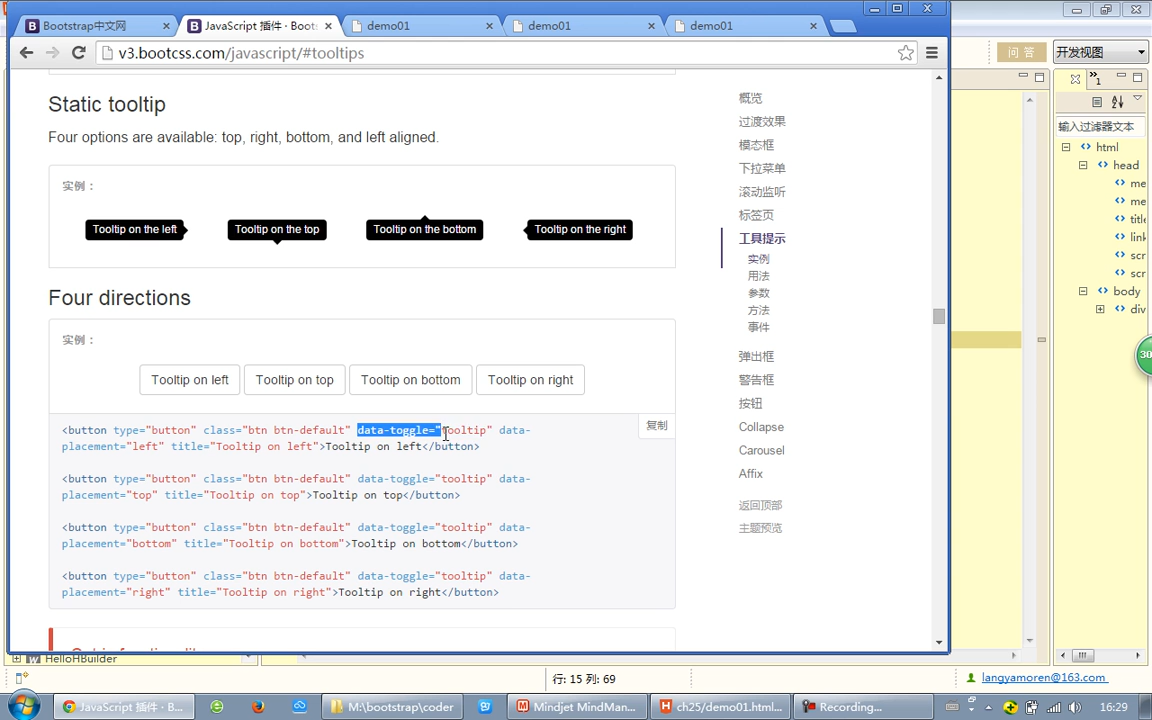 Bootstrap中文网
JavaScript 插件 · Boots
demo01
demo01
demo01
v3.bootcss.com/javascript/#tooltips
问 答
开发视图
1
输入过滤器文本
html
head
me
me
title
link
scr
scr
body
div
30
Static tooltip
Four options are available: top, right, bottom, and left aligned.
实例：
Tooltip on the left
Tooltip on the top
Tooltip on the bottom
Tooltip on the right
Four directions
实例：
Tooltip on left
Tooltip on top
Tooltip on bottom
Tooltip on right
复制
<button type="button" class="btn btn-default" data-toggle="tooltip" data-
placement="left" title="Tooltip on left">Tooltip on left</button>
<button type="button" class="btn btn-default" data-toggle="tooltip" data-
placement="top" title="Tooltip on top">Tooltip on top</button>
<button type="button" class="btn btn-default" data-toggle="tooltip" data-
placement="bottom" title="Tooltip on bottom">Tooltip on bottom</button>
<button type="button" class="btn btn-default" data-toggle="tooltip" data-
placement="right" title="Tooltip on right">Tooltip on right</button>
概览
过渡效果
模态框
下拉菜单
滚动监听
标签页
工具提示
实例
用法
参数
方法
事件
弹出框
警告框
按钮
Collapse
Carousel
Affix
返回顶部
主题预览
HelloHBuilder
行: 15 列: 69
langyamoren@163.com
JavaScript 插件 · B...
M:\bootstrap\coder
Mindjet MindMan...
ch25/demo01.html...
Recording...
16:29